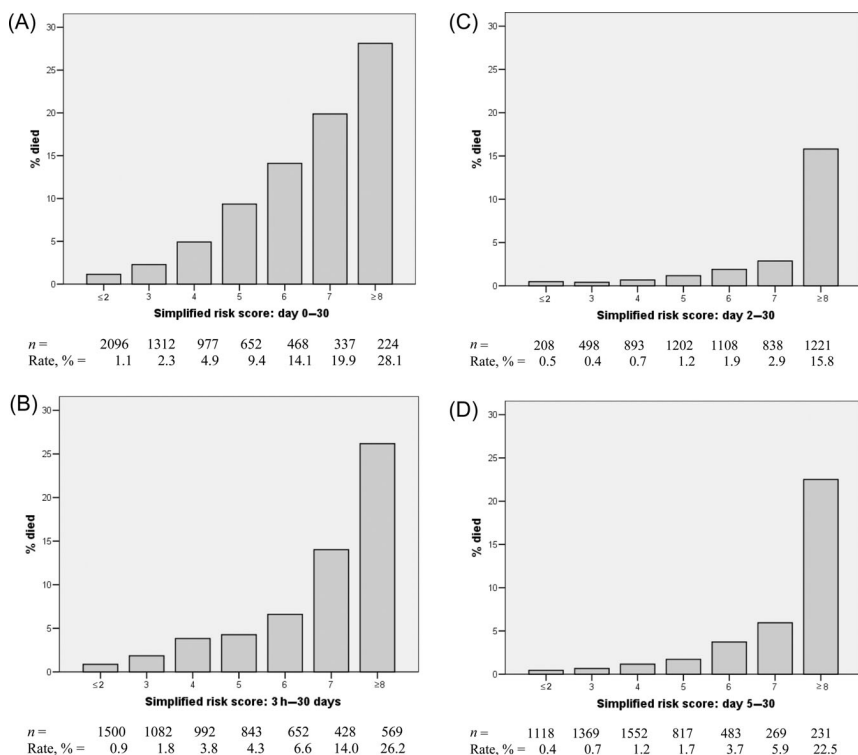 (A)
% died
30
25
20
15
10
5
0
≤2 3 4 5 6 7 ≥8
Simplified risk score: day 0–30
n = 2096 1312 977 652 468 337 224
Rate, % = 1.1 2.3 4.9 9.4 14.1 19.9 28.1
(B)
% died
30
25
20
15
10
5
0
≤2 3 4 5 6 7 ≥8
Simplified risk score: 3 h–30 days
n = 1500 1082 992 843 652 428 569
Rate, % = 0.9 1.8 3.8 4.3 6.6 14.0 26.2
(C)
% died
30
25
20
15
10
5
0
≤2 3 4 5 6 7 ≥8
Simplified risk score: day 2–30
n = 208 498 893 1202 1108 838 1221
Rate, % = 0.5 0.4 0.7 1.2 1.9 2.9 15.8
(D)
% died
30
25
20
15
10
5
0
≤2 3 4 5 6 7 ≥8
Simplified risk score: day 5–30
n = 1118 1369 1552 817 483 269 231
Rate, % = 0.4 0.7 1.2 1.7 3.7 5.9 22.5